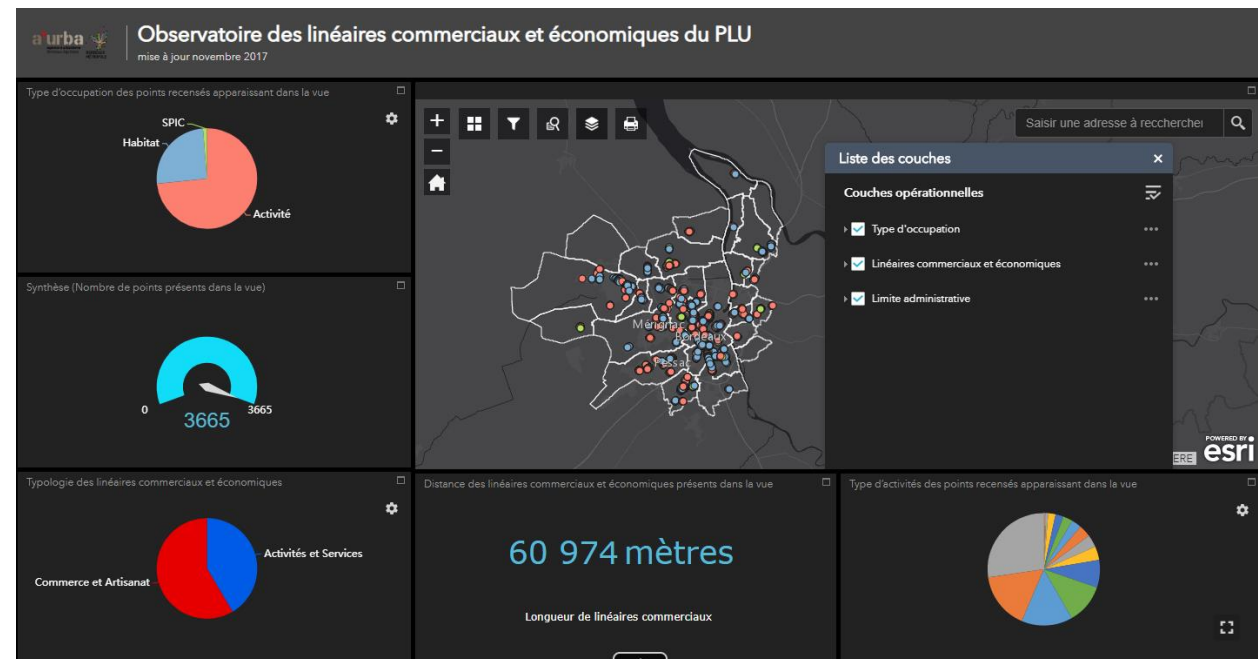 a'urba
Observatoire des linéaires commerciaux et économiques du PLU
mise à jour novembre 2017
Type d'occupation des points recensés apparaissant dans la vue
SPIC
Habitat
Activité
Synthèse (Nombre de points présents dans la vue)
0
3665
3665
Typologie des linéaires commerciaux et économiques
Activités et Services
Commerce et Artisanat
Saisir une adresse à reccherchei
Liste des couches
Couches opérationnelles
Type d'occupation
Linéaires commerciaux et économiques
Limite administrative
Mérignac
Bordeaux
Pessac
POWERED BY
esri
ERE
Distance des linéaires commerciaux et économiques présents dans la vue
60 974 mètres
Longueur de linéaires commerciaux
Type d'activités des points recensés apparaissant dans la vue